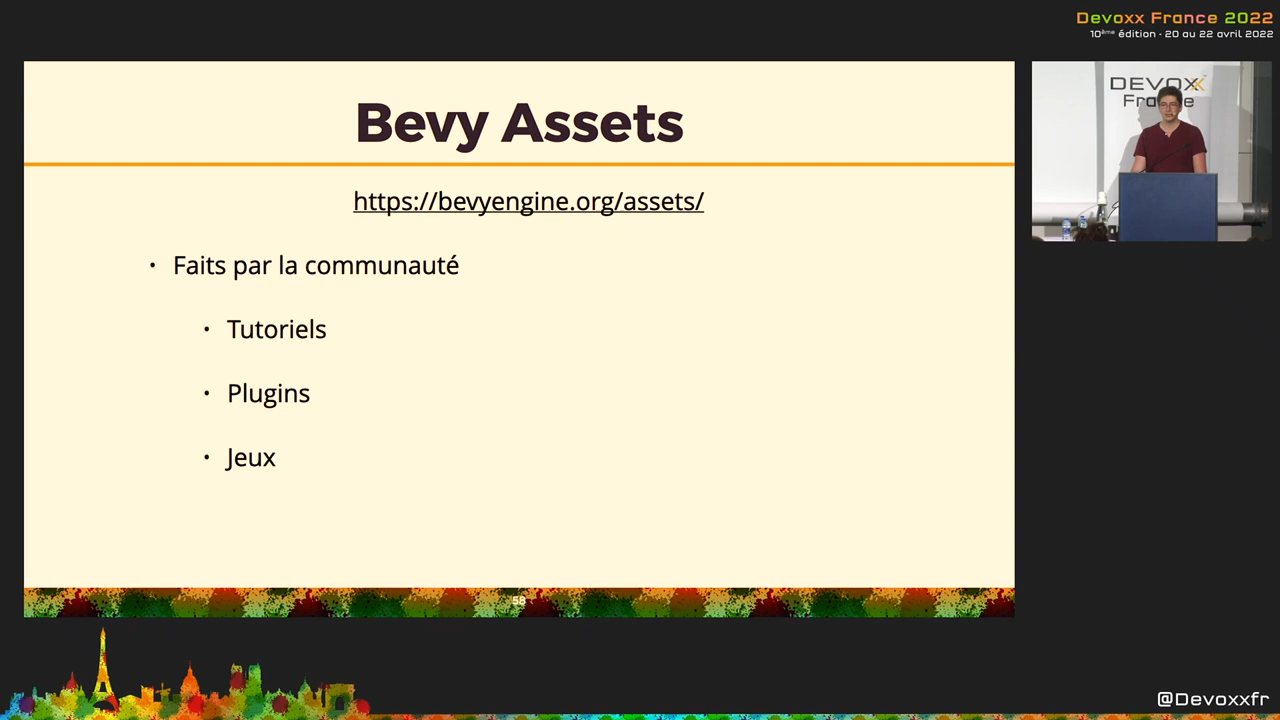 Devoxx France 2022
10ème édition - 20 au 22 avril 2022
Bevy Assets
https://bevyengine.org/assets/
• Faits par la communauté
• Tutoriels
• Plugins
• Jeux
58
DEVOXX
France
@Devoxxfr